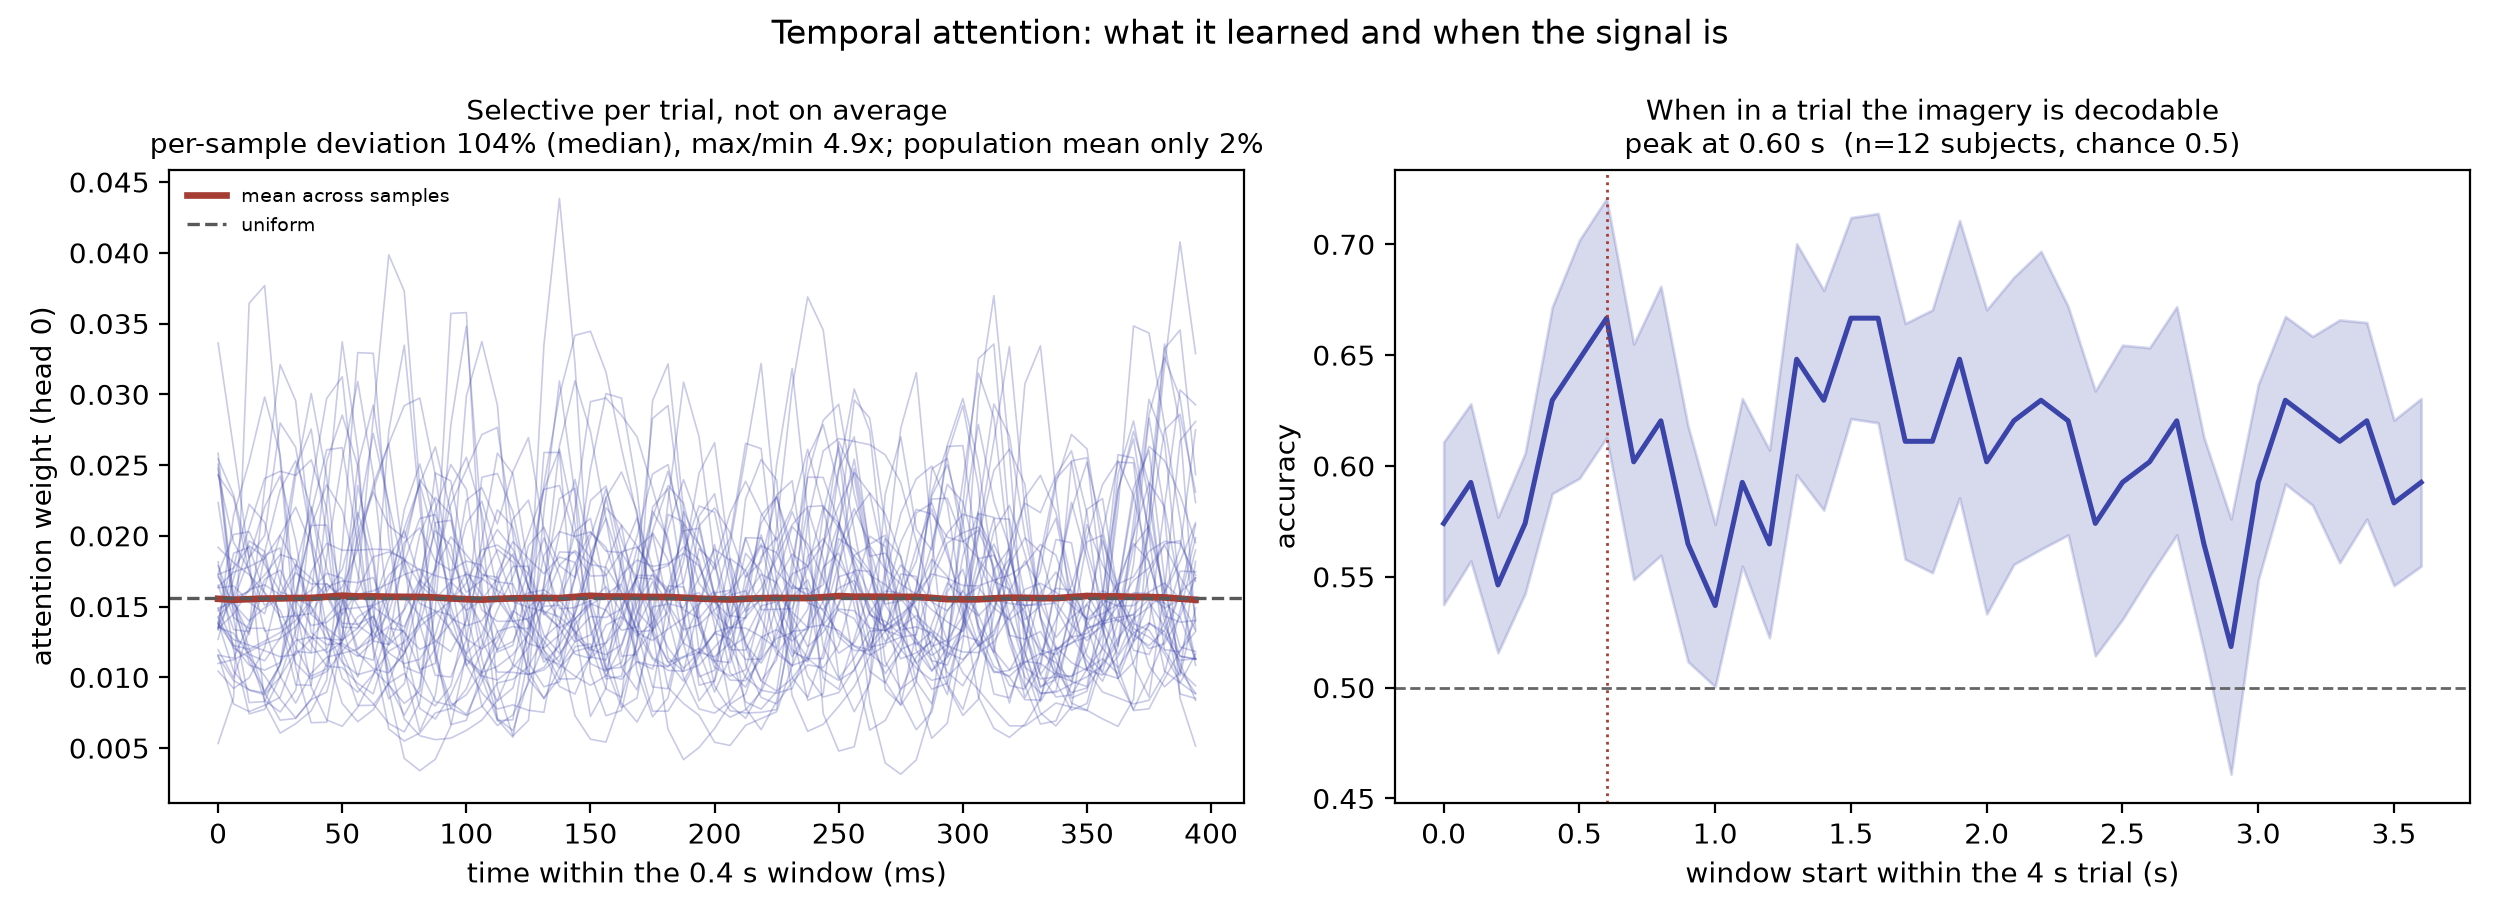 Temporal attention: what it learned and when the signal is
Selective per trial, not on average
per-sample deviation 104% (median), max/min 4.9x; population mean only 2%
mean across samples
uniform
attention weight (head 0)
0.045
0.040
0.035
0.030
0.025
0.020
0.015
0.010
0.005
0 50 100 150 200 250 300 350 400
time within the 0.4 s window (ms)
When in a trial the imagery is decodable
peak at 0.60 s (n=12 subjects, chance 0.5)
accuracy
0.70
0.65
0.60
0.55
0.50
0.45
0.0 0.5 1.0 1.5 2.0 2.5 3.0 3.5
window start within the 4 s trial (s)